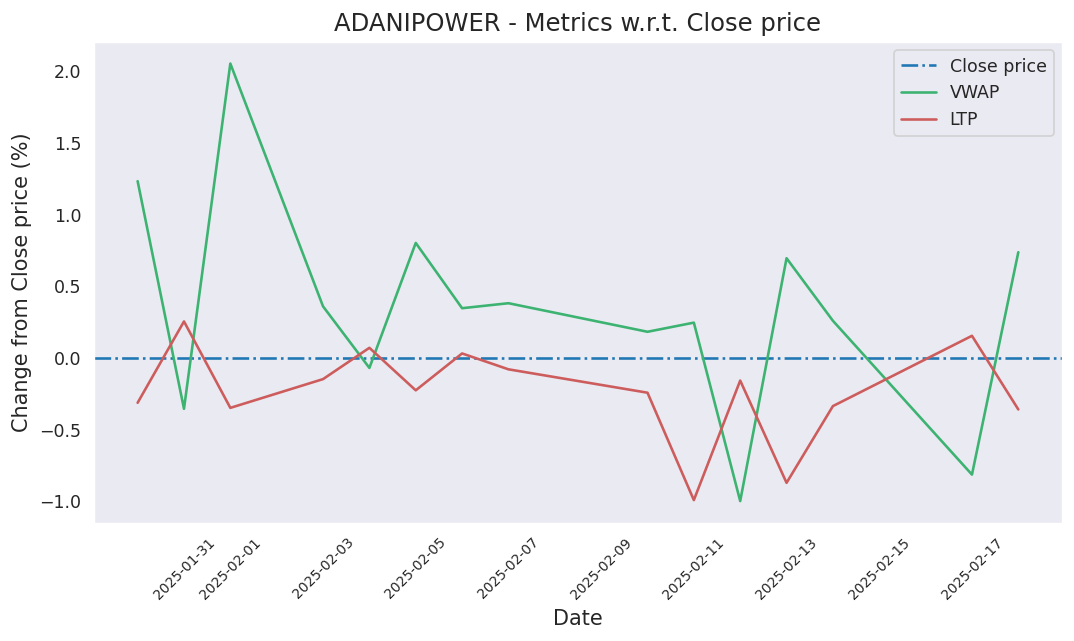 ADANIPOWER - Metrics w.r.t. Close price
Close price
VWAP
LTP
Change from Close price (%)
2.0
1.5
1.0
0.5
0.0
−0.5
−1.0
2025-01-31
2025-02-01
2025-02-03
2025-02-05
2025-02-07
2025-02-09
2025-02-11
2025-02-13
2025-02-15
2025-02-17
Date